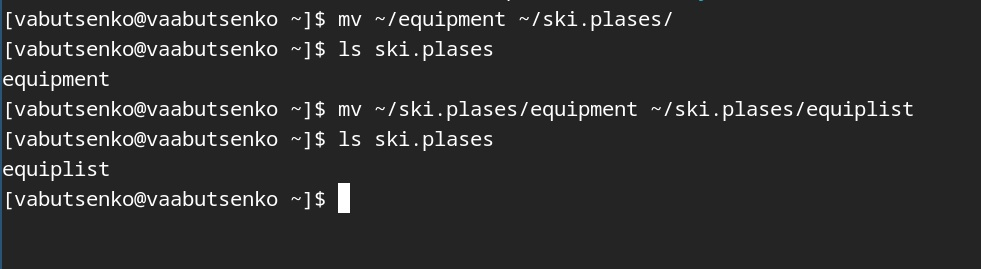 [vabutsenko@vaabutsenko ~]$ mv ~/equipment ~/ski.plases/
[vabutsenko@vaabutsenko ~]$ ls ski.plases
equipment
[vabutsenko@vaabutsenko ~]$ mv ~/ski.plases/equipment ~/ski.plases/equiplist
[vabutsenko@vaabutsenko ~]$ ls ski.plases
equiplist
[vabutsenko@vaabutsenko ~]$